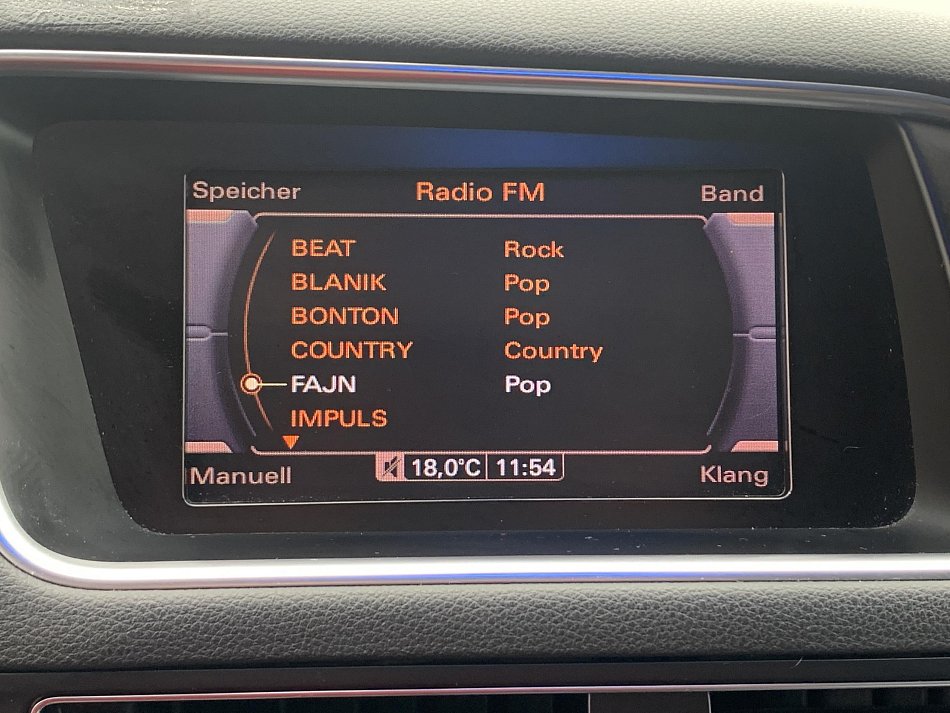 Speicher Radio FM Band
BEAT Rock
BLANIK Pop
BONTON Pop
COUNTRY Country
FAJN Pop
IMPULS
Manuell 18,0°C 11:54 Klang